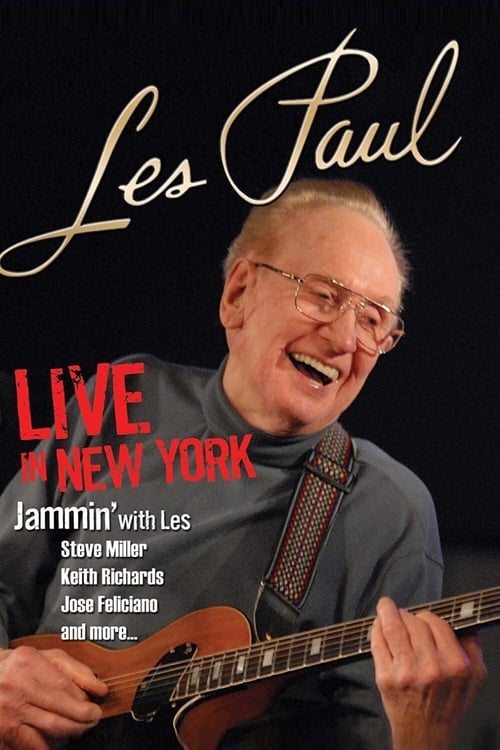 Les Paul
LIVE
IN NEW YORK
Jammin' with Les
Steve Miller
Keith Richards
Jose Feliciano
and more...